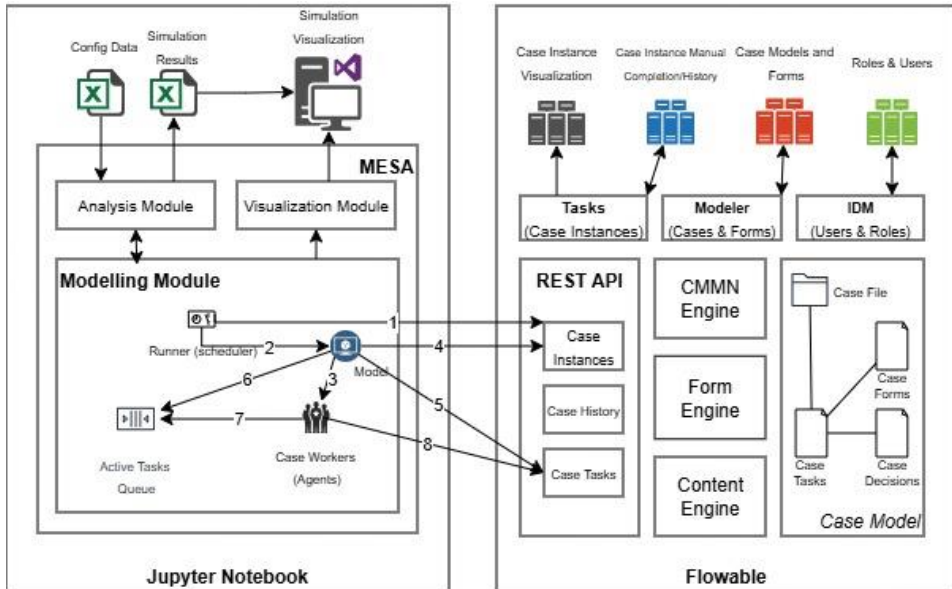 Config Data
Simulation
Results
Simulation
Visualization
MESA
Analysis Module
Visualization Module
Modelling Module
Runner (scheduler)
1
2
Model
4
6
3
5
7
8
Active Tasks
Queue
Case Workers
(Agents)
Jupyter Notebook
Case Instance
Visualization
Case Instance Manual
Completion/History
Case Models and
Forms
Roles & Users
Tasks
(Case Instances)
Modeler
(Cases & Forms)
IDM
(Users & Roles)
REST API
Case
Instances
Case History
Case Tasks
CMMN
Engine
Form
Engine
Content
Engine
Case File
Case
Forms
Case
Tasks
Case
Decisions
Case Model
Flowable